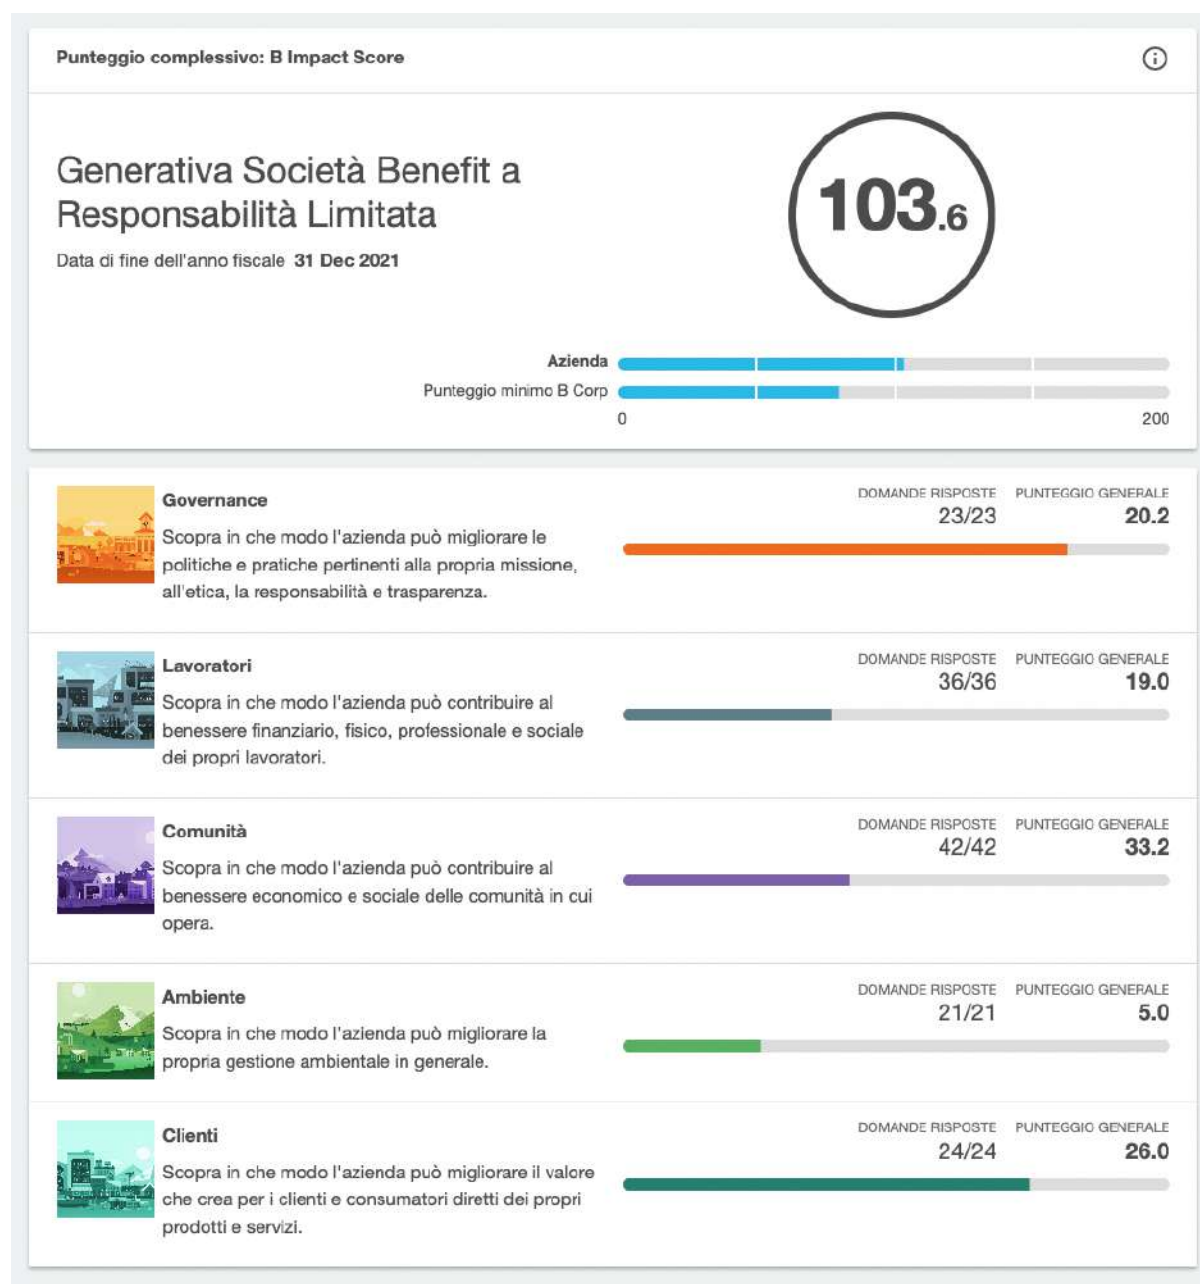 Punteggio complessivo: B Impact Score
Generativa Società Benefit a
Responsabilità Limitata
Data di fine dell'anno fiscale 31 Dec 2021
103.6
Azienda
Punteggio minimo B Corp
0
200
Governance
Scopra in che modo l'azienda può migliorare le
politiche e pratiche pertinenti alla propria missione,
all'etica, la responsabilità e trasparenza.
DOMANDE RISPOSTE PUNTEGGIO GENERALE
23/23 20.2
Lavoratori
Scopra in che modo l'azienda può contribuire al
benessere finanziario, fisico, professionale e sociale
dei propri lavoratori.
DOMANDE RISPOSTE PUNTEGGIO GENERALE
36/36 19.0
Comunità
Scopra in che modo l'azienda può contribuire al
benessere economico e sociale delle comunità in cui
opera.
DOMANDE RISPOSTE PUNTEGGIO GENERALE
42/42 33.2
Ambiente
Scopra in che modo l'azienda può migliorare la
propria gestione ambientale in generale.
DOMANDE RISPOSTE PUNTEGGIO GENERALE
21/21 5.0
Clienti
Scopra in che modo l'azienda può migliorare il valore
che crea per i clienti e consumatori diretti dei propri
prodotti e servizi.
DOMANDE RISPOSTE PUNTEGGIO GENERALE
24/24 26.0